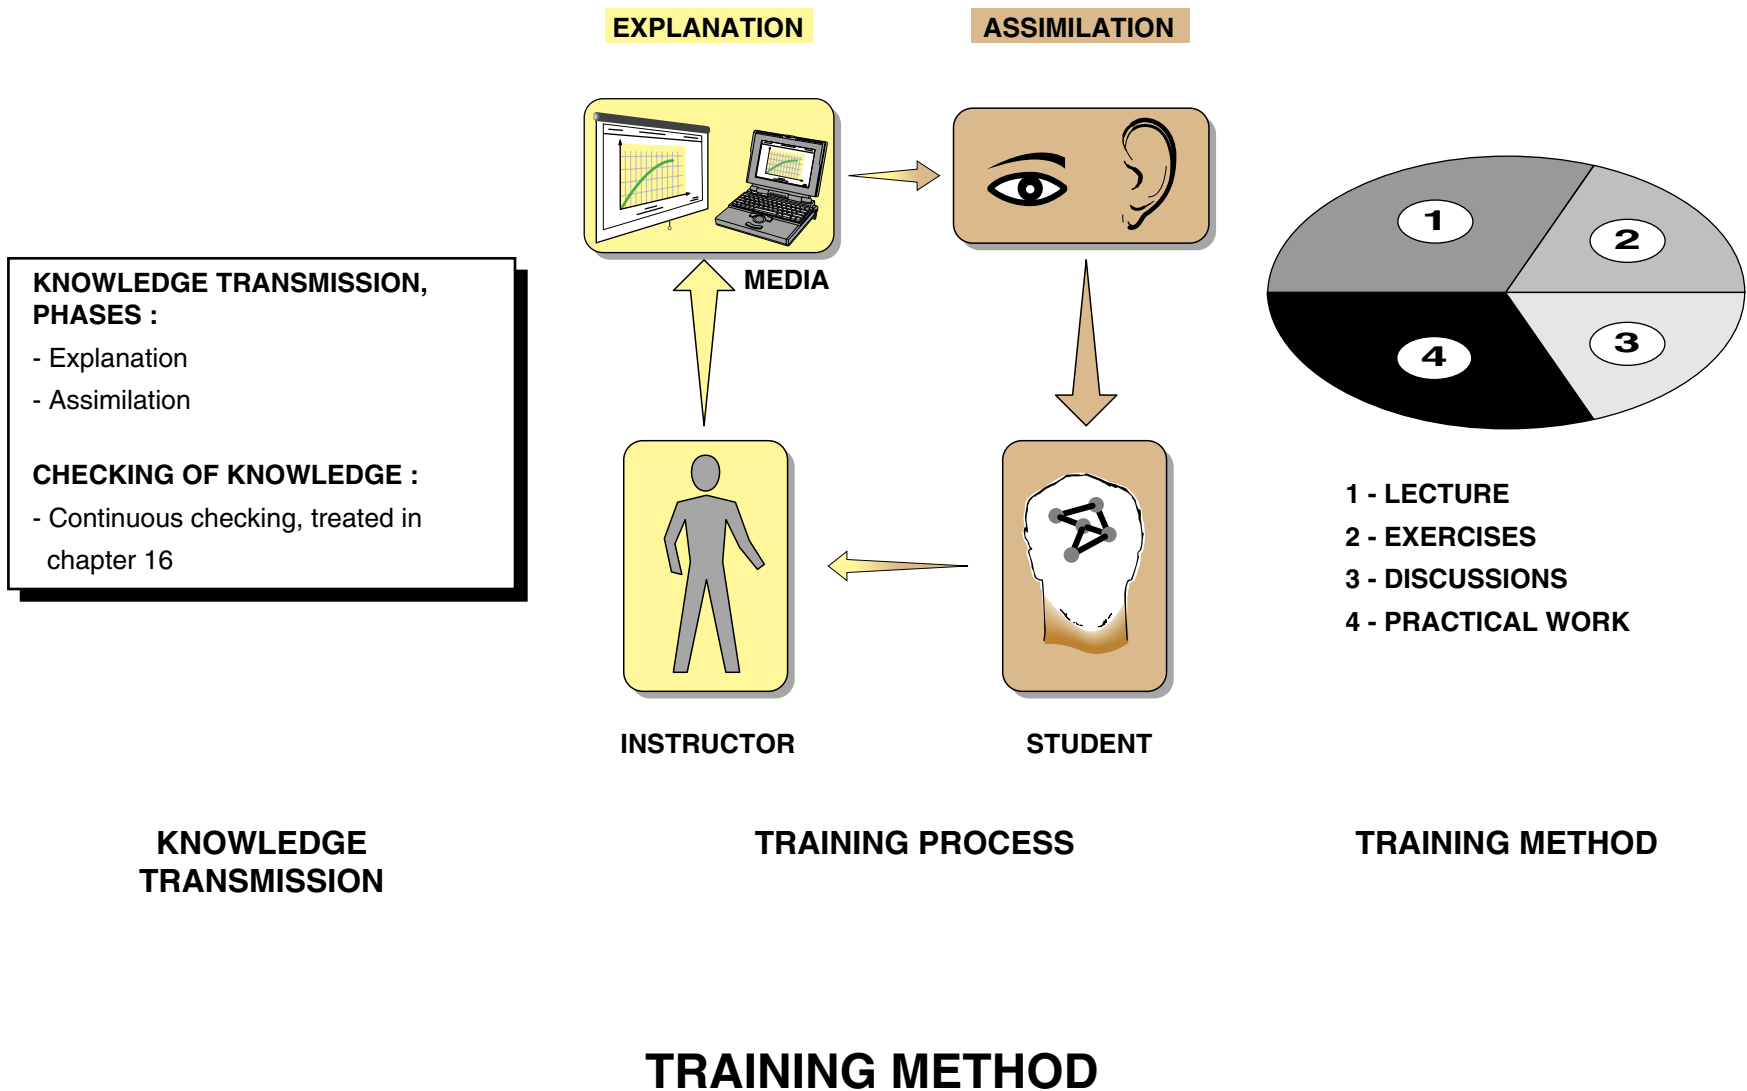 EXPLANATION
ASSIMILATION
KNOWLEDGE TRANSMISSION,
PHASES :
- Explanation
- Assimilation
CHECKING OF KNOWLEDGE :
- Continuous checking, treated in
chapter 16
MEDIA
INSTRUCTOR
STUDENT
1
2
3
4
1 - LECTURE
2 - EXERCISES
3 - DISCUSSIONS
4 - PRACTICAL WORK
KNOWLEDGE
TRANSMISSION
TRAINING PROCESS
TRAINING METHOD
TRAINING METHOD